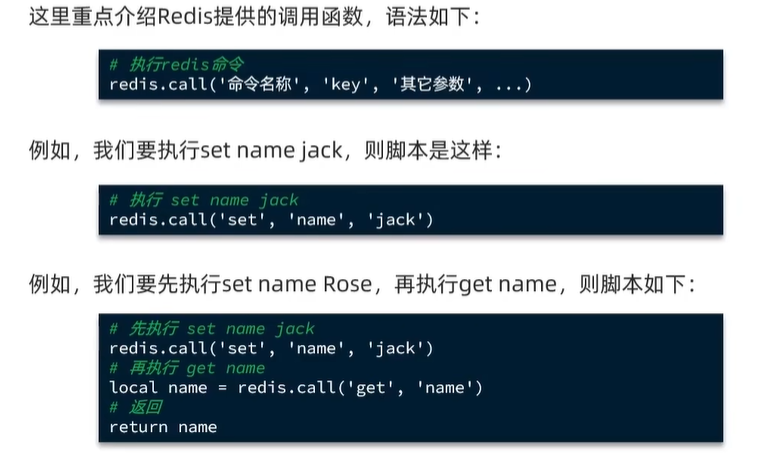 这里重点介绍Redis提供的调用函数，语法如下：
# 执行redis命令
redis.call('命令名称', 'key', '其它参数', ...)
例如，我们要执行set name jack，则脚本是这样：
# 执行 set name jack
redis.call('set', 'name', 'jack')
例如，我们要先执行set name Rose，再执行get name，则脚本如下：
# 先执行 set name jack
redis.call('set', 'name', 'jack')
# 再执行 get name
local name = redis.call('get', 'name')
# 返回
return name